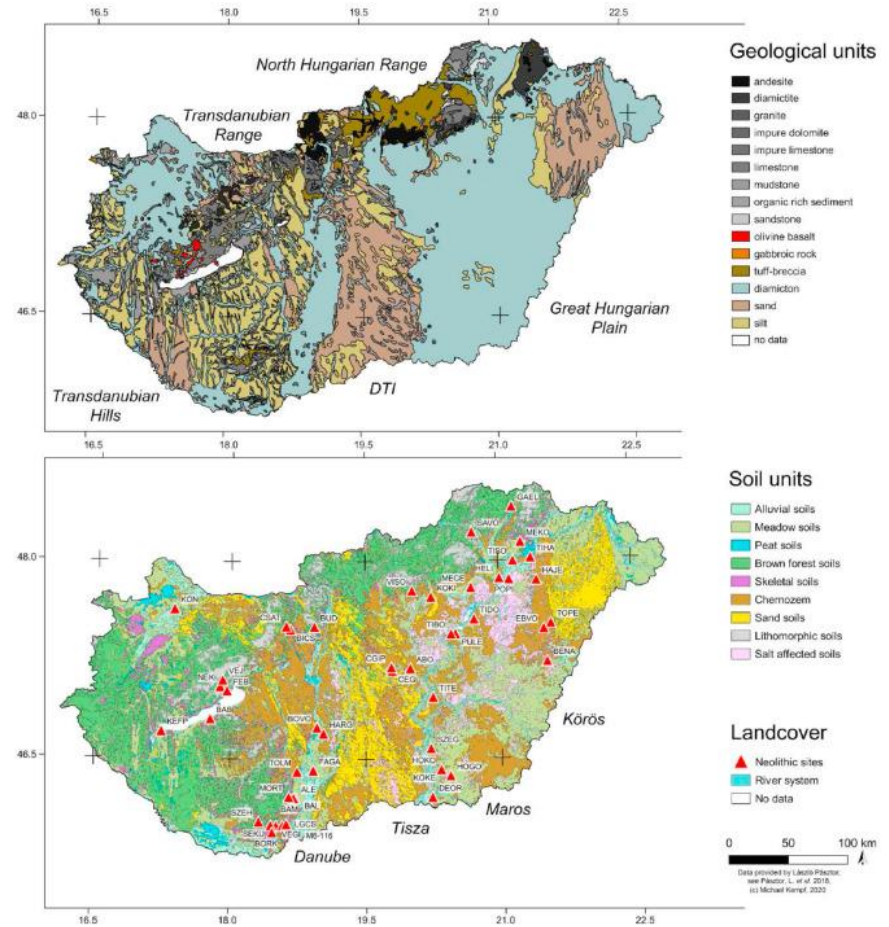 16.5 18.0 19.5 21.0 22.5
North Hungarian Range
Transdanubian
Range
48.0
46.5
Great Hungarian
Plain
Transdanubian
Hills
DTI
16.5 18.0 19.5 21.0 22.5
Geological units
andesite
diamictite
granite
impure dolomite
impure limestone
limestone
mudstone
organic rich sediment
sandstone
olivine basalt
gabbroic rock
tuff-breccia
diamicton
sand
silt
no data
GAEL
SAVO
MEKO
TISO
TIHA
48.0
HELI
HAJE
VISO
MECE
POPI
KON
KOKI
TIDO
TOPE
CSAT
BUD
TIBO
EBVO
BICS
PULE
BENA
CGIP
ABO
VEJ
NEK
FEB
CEG
TITE
BAB
KEFP
BOVO
HARG
Körös
SZEG
46.5
TOLM
FAGA
HOKO
HOGO
MORT
ALE
KOKE
DEOR
BAM
BAL
SZEH
LGCS
Maros
SEKU
VEGI
M6-116
Tisza
BORK
Danube
16.5 18.0 19.5 21.0 22.5
Soil units
Alluvial soils
Meadow soils
Peat soils
Brown forest soils
Skeletal soils
Chernozem
Sand soils
Lithomorphic soils
Salt affected soils
Landcover
Neolithic sites
River system
No data
0 50 100 km
Data provided by László Pásztor,
see Pásztor, L. et al. 2018,
(c) Michael Kempf, 2020